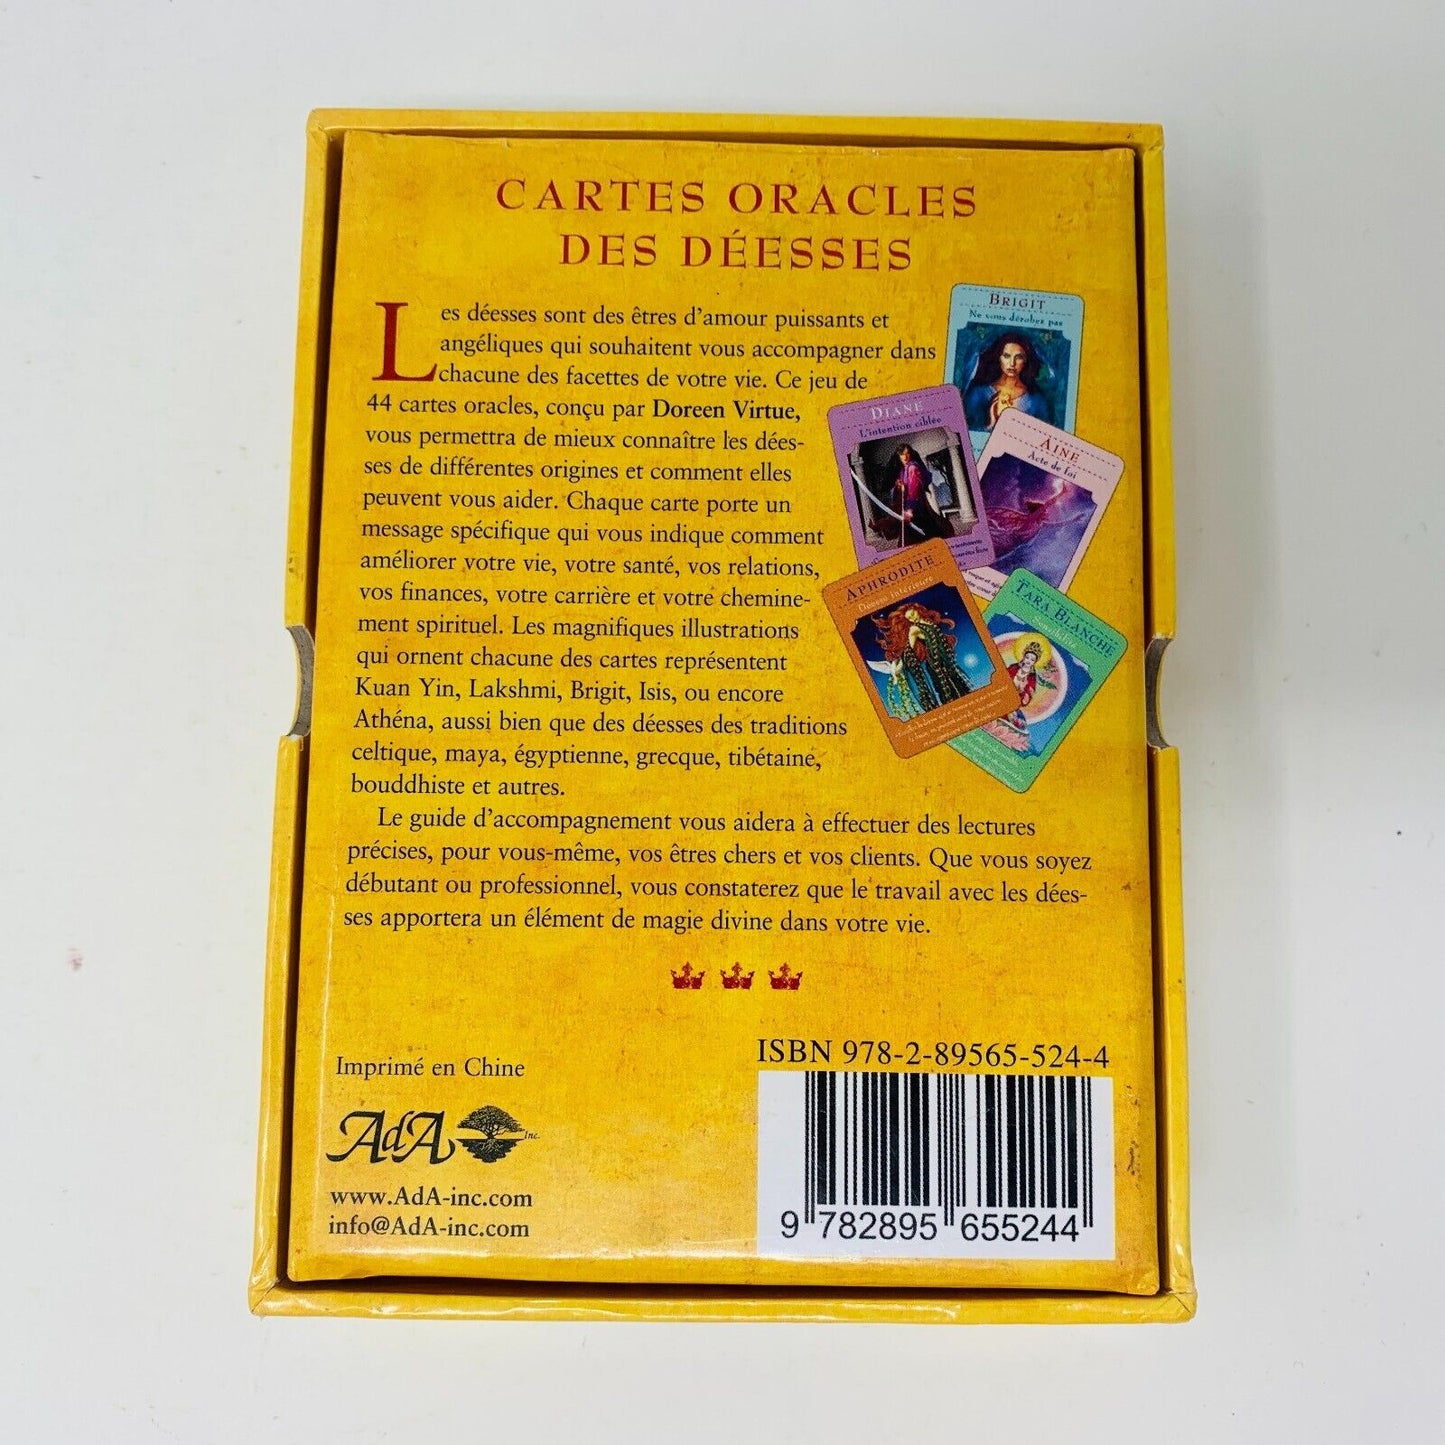 CARTES ORACLES
DES DÉESSES
Les déesses sont des êtres d'amour puissants et
angéliques qui souhaitent vous accompagner dans
chacune des facettes de votre vie. Ce jeu de
44 cartes oracles, conçu par Doreen Virtue,
vous permettra de mieux connaître les dées-
ses de différentes origines et comment elles
peuvent vous aider. Chaque carte porte un
message spécifique qui vous indique comment
améliorer votre vie, votre santé, vos relations,
vos finances, votre carrière et votre chemine-
ment spirituel. Les magnifiques illustrations
qui ornent chacune des cartes représentent
Kuan Yin, Lakshmi, Brigit, Isis, ou encore
Athéna, aussi bien que des déesses des traditions
celtique, maya, égyptienne, grecque, tibétaine,
bouddhiste et autres.
Le guide d'accompagnement vous aidera à effectuer des lectures
précises, pour vous-même, vos êtres chers et vos clients. Que vous soyez
débutant ou professionnel, vous constaterez que le travail avec les dées-
ses apportera un élément de magie divine dans votre vie.
BRIGIT
Ne vous dérobez pas
DIANE
L'intention ciblée
AINE
Acte de foi
APHRODITE
Déesse intérieure
TARA BLANCHE
Imprimé en Chine
AdA Inc.
www.AdA-inc.com
info@AdA-inc.com
ISBN 978-2-89565-524-4
9 782895 655244